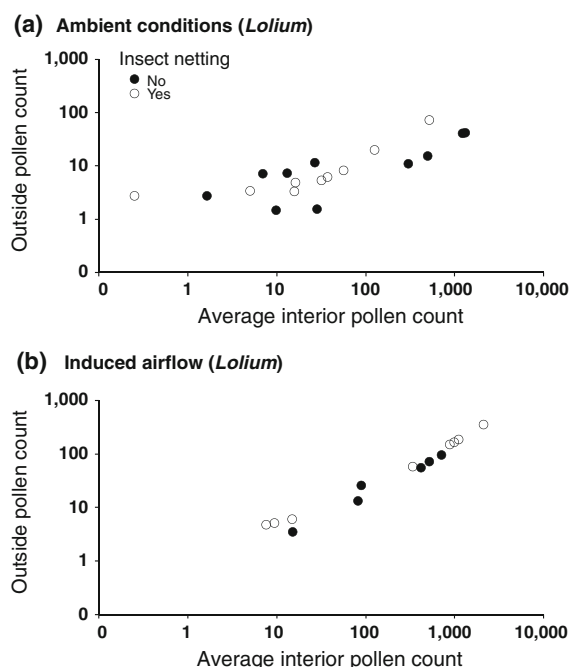 (a) Ambient conditions (Lolium)
Insect netting
No
Yes
1,000
100
10
1
0
Outside pollen count
0 1 10 100 1,000 10,000
Average interior pollen count
(b) Induced airflow (Lolium)
1,000
100
10
1
0
Outside pollen count
0 1 10 100 1,000 10,000
Average interior pollen count